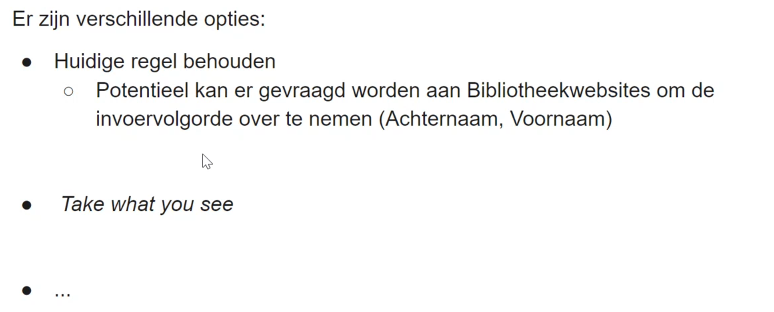 Er zijn verschillende opties:
● Huidige regel behouden
○ Potentieel kan er gevraagd worden aan Bibliotheekwebsites om de
invoervolgorde over te nemen (Achternaam, Voornaam)
● Take what you see
● ...